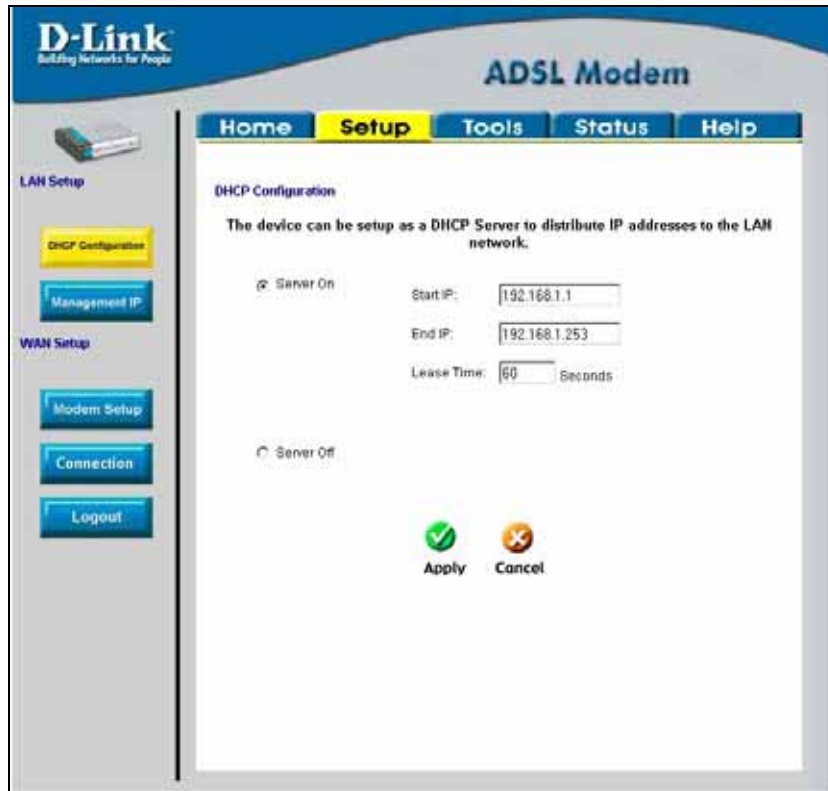 D-Link
Building Networks for People
ADSL Modem
Home Setup Tools Status Help
LAN Setup
DHCP Configuration
Management IP
WAN Setup
Modem Setup
Connection
Logout
DHCP Configuration
The device can be setup as a DHCP Server to distribute IP addresses to the LAN
network.
Server On
Start IP: 192.168.1.1
End IP: 192.168.1.253
Lease Time: 60 Seconds
Server Off
Apply Cancel